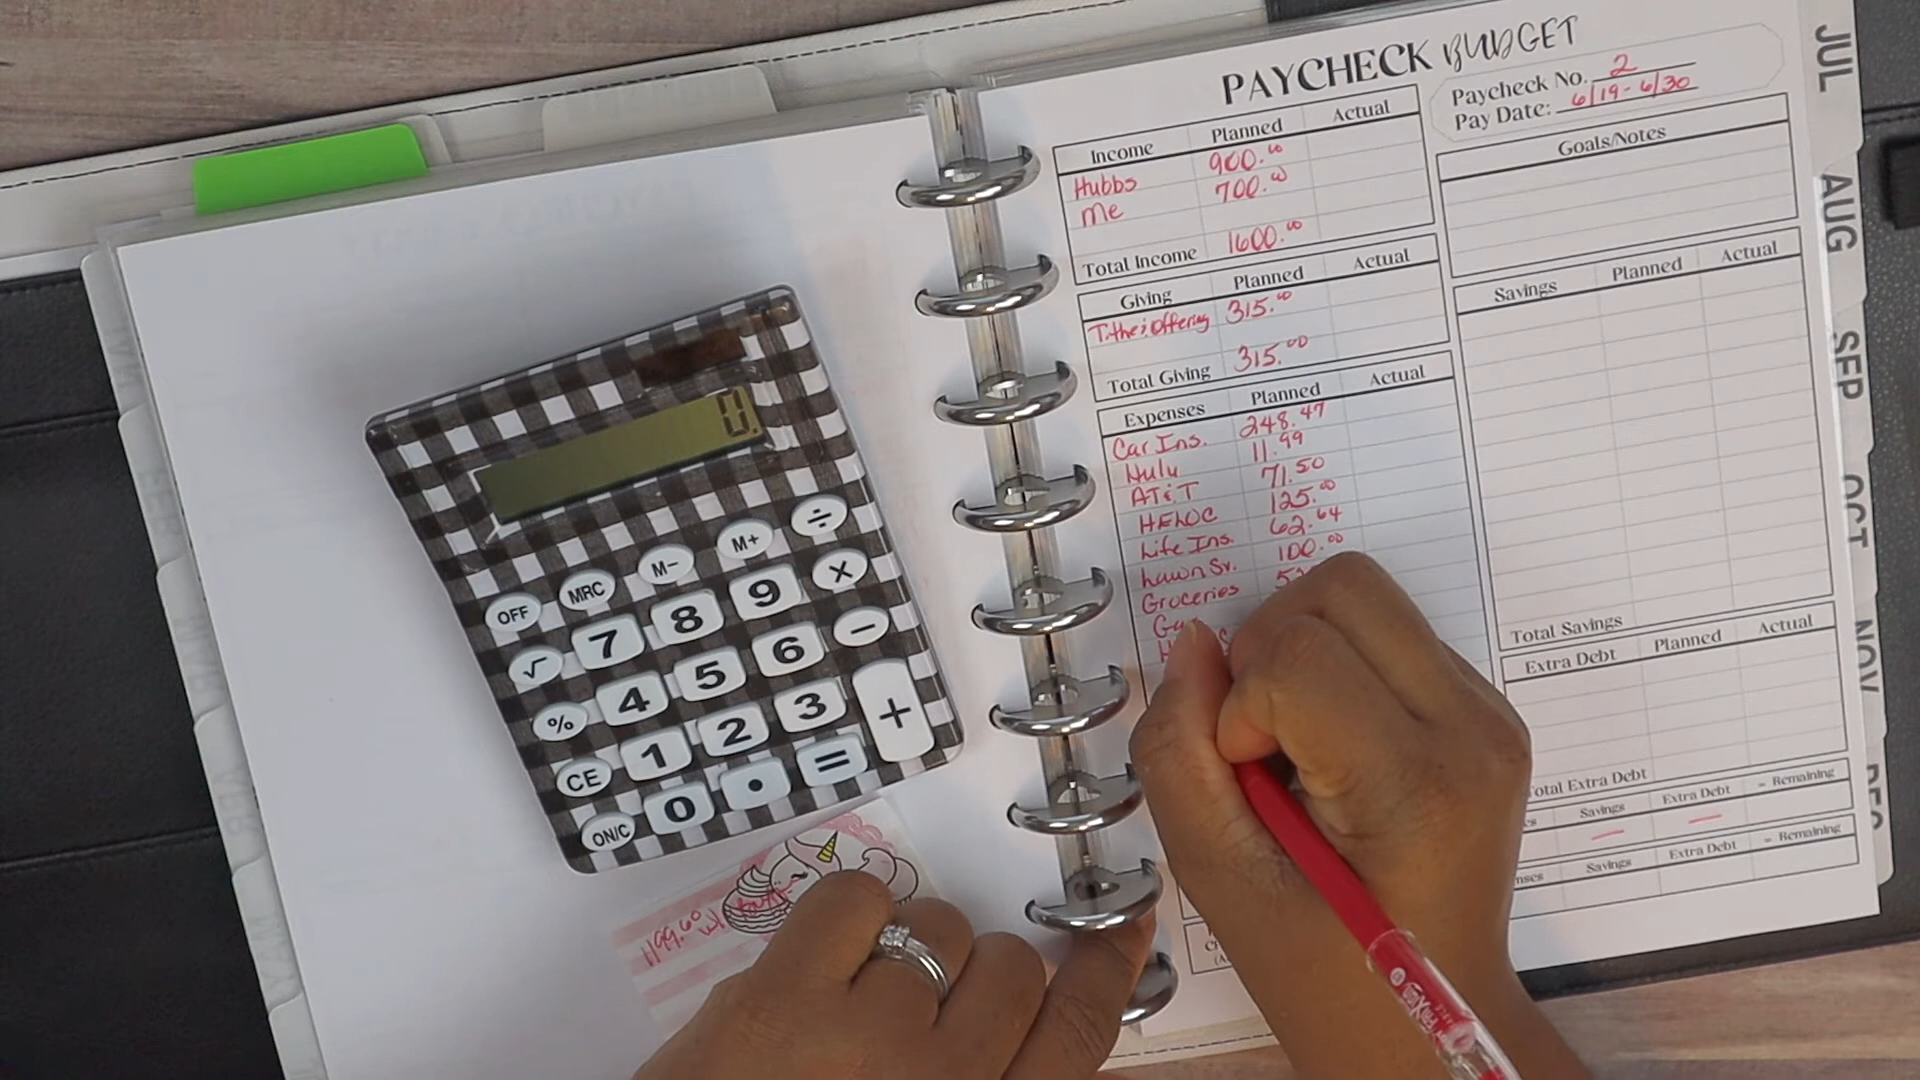 PAYCHECK BUDGET
Paycheck No. 2
Pay Date: 6/19 - 6/30
Income Planned Actual
Hubbs 900.00
Me 700.00
Total Income 1600.00
Giving Planned Actual
Tithe & Offering 315.00
Total Giving 315.00
Expenses Planned Actual
Car Ins. 248.47
Hulu 11.99
AT&T 71.50
HELOC 125.00
Life Ins. 62.64
Lawn Sv. 100.00
Groceries
Goals/Notes
Savings Planned Actual
Total Savings
Extra Debt Planned Actual
Total Extra Debt
Savings Extra Debt = Remaining
Savings Extra Debt = Remaining
JUL
AUG
SEP
OCT
NOV
DEC
0.
OFF MRC M- M+ ÷
√ 7 8 9 X
% 4 5 6 −
CE 1 2 3 +
ON/C 0 . =
1199.60